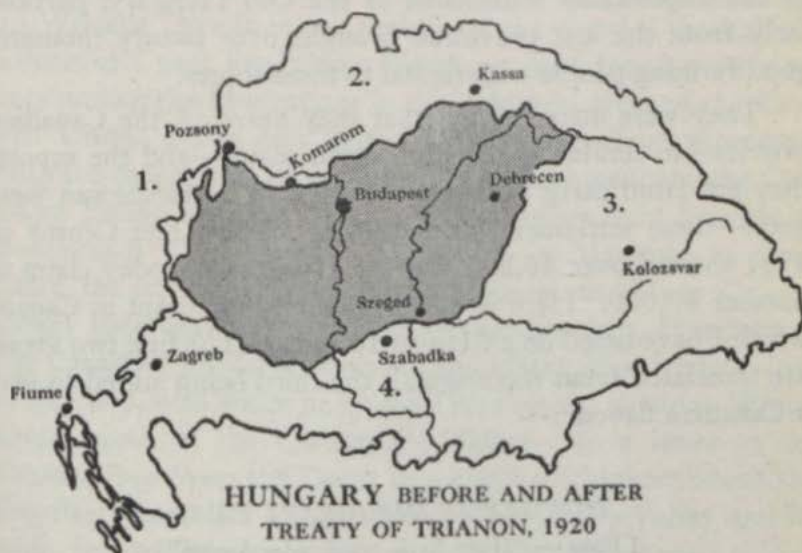 2.
Kassa
Pozsony
Komarom
1.
Budapest
Debrecen
3.
Kolozsvar
Szeged
Zagreb
Szabadka
Fiume
4.
HUNGARY BEFORE AND AFTER
TREATY OF TRIANON, 1920